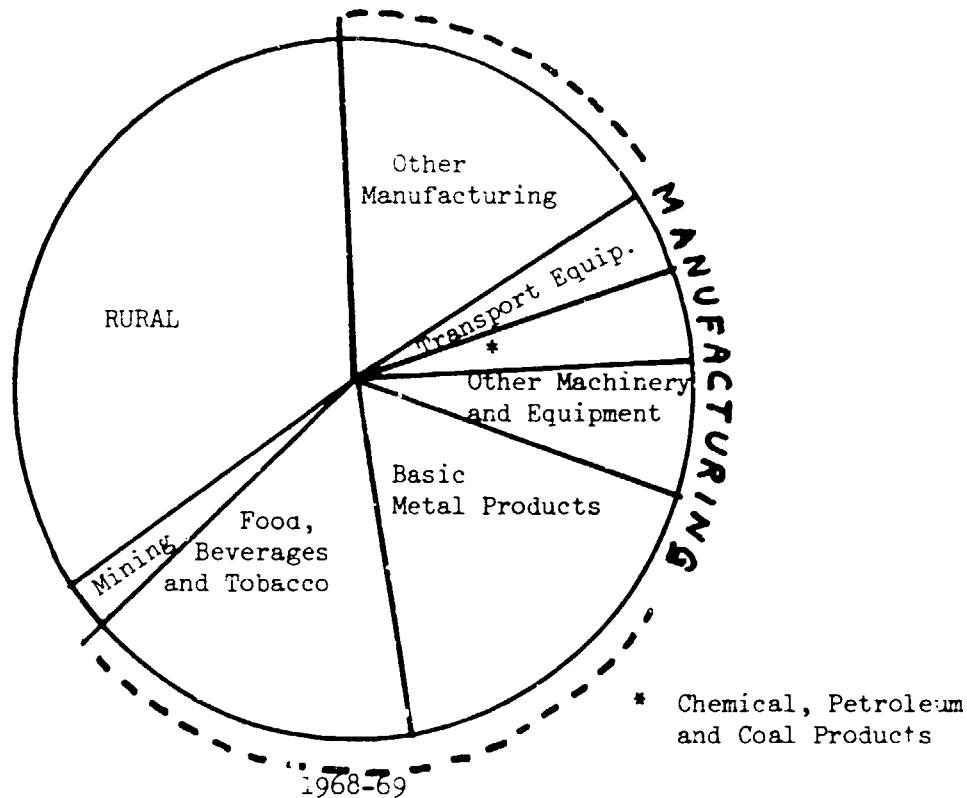 Other
Manufacturing
Transport Equip.
*
Other Machinery
and Equipment
MANUFACTURING
RURAL
Basic
Metal Products
Food,
Beverages
and Tobacco
Mining
* Chemical, Petroleum
and Coal Products
1968-69